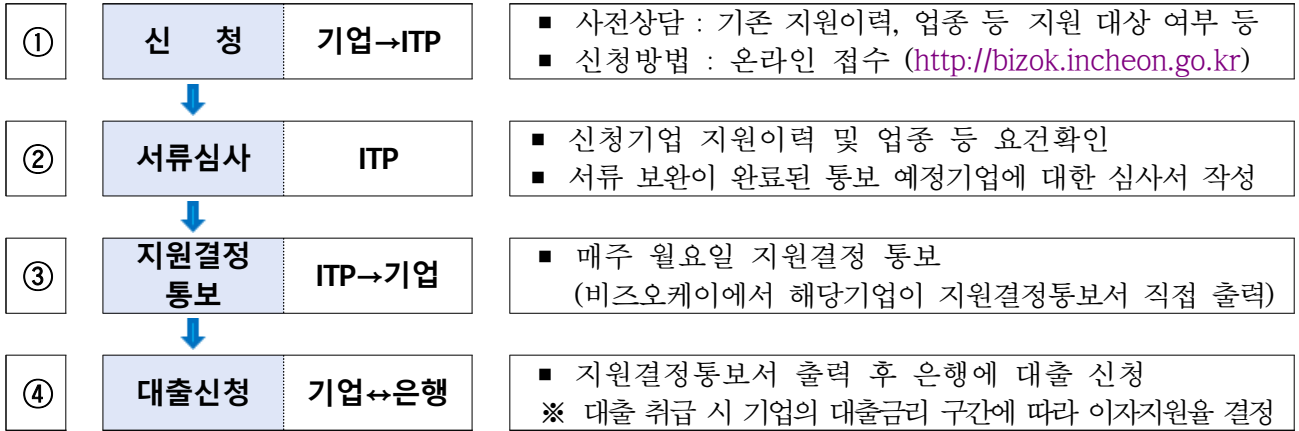 ① 신 청 기업→ITP ▪ 사전상담 : 기존 지원이력, 업종 등 지원 대상 여부 등
▪ 신청방법 : 온라인 접수 (http://bizok.incheon.go.kr)
② 서류심사 ITP ▪ 신청기업 지원이력 및 업종 등 요건확인
▪ 서류 보완이 완료된 통보 예정기업에 대한 심사서 작성
③ 지원결정 통보 ITP→기업 ▪ 매주 월요일 지원결정 통보
(비즈오케이에서 해당기업이 지원결정통보서 직접 출력)
④ 대출신청 기업↔은행 ▪ 지원결정통보서 출력 후 은행에 대출 신청
※ 대출 취급 시 기업의 대출금리 구간에 따라 이자지원율 결정